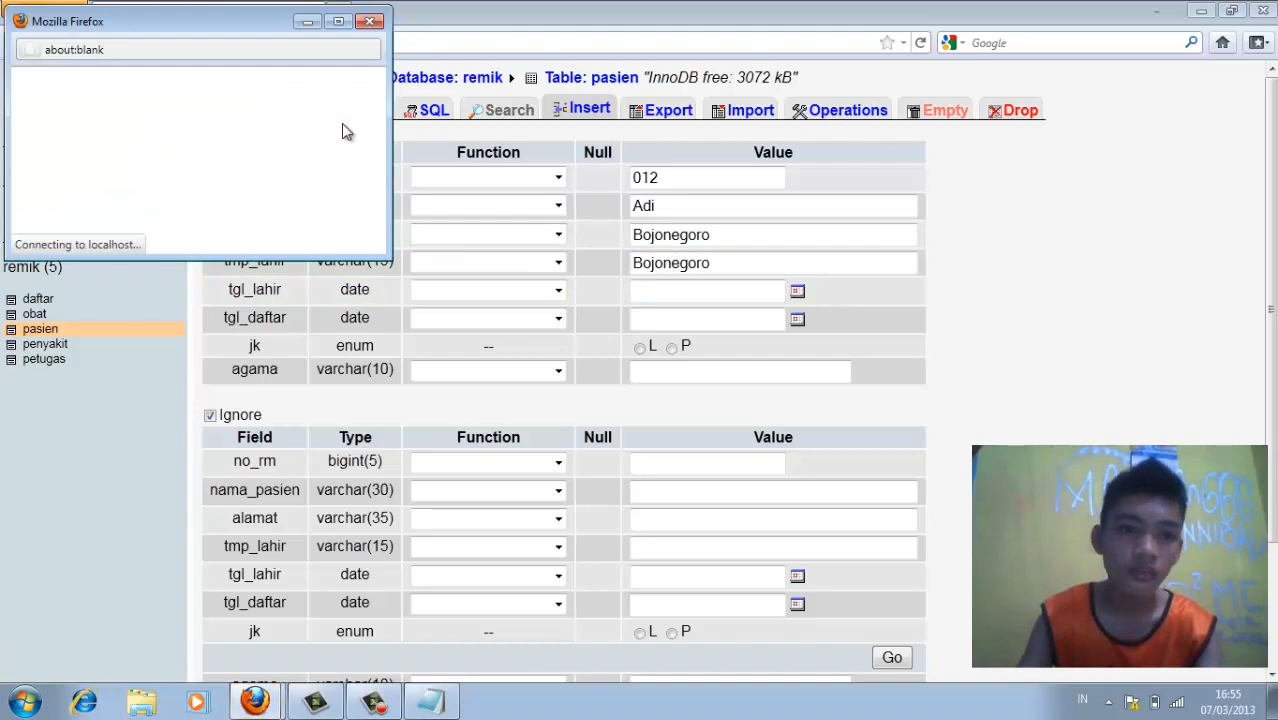 Mozilla Firefox
about:blank
Google
Database: remik
Table: pasien "InnoDB free: 3072 kB"
SQL Search Insert Export Import Operations Empty Drop
Function Null Value
012
Adi
Bojonegoro
tmp_lahir varchar(15) Bojonegoro
Connecting to localhost...
remik (5)
daftar
obat
pasien
penyakit
petugas
tgl_lahir date
tgl_daftar date
jk enum -- L P
agama varchar(10)
Ignore
Field Type Function Null Value
no_rm bigint(5)
nama_pasien varchar(30)
alamat varchar(35)
tmp_lahir varchar(15)
tgl_lahir date
tgl_daftar date
jk enum -- L P
Go
IN
16:55
07/03/2013